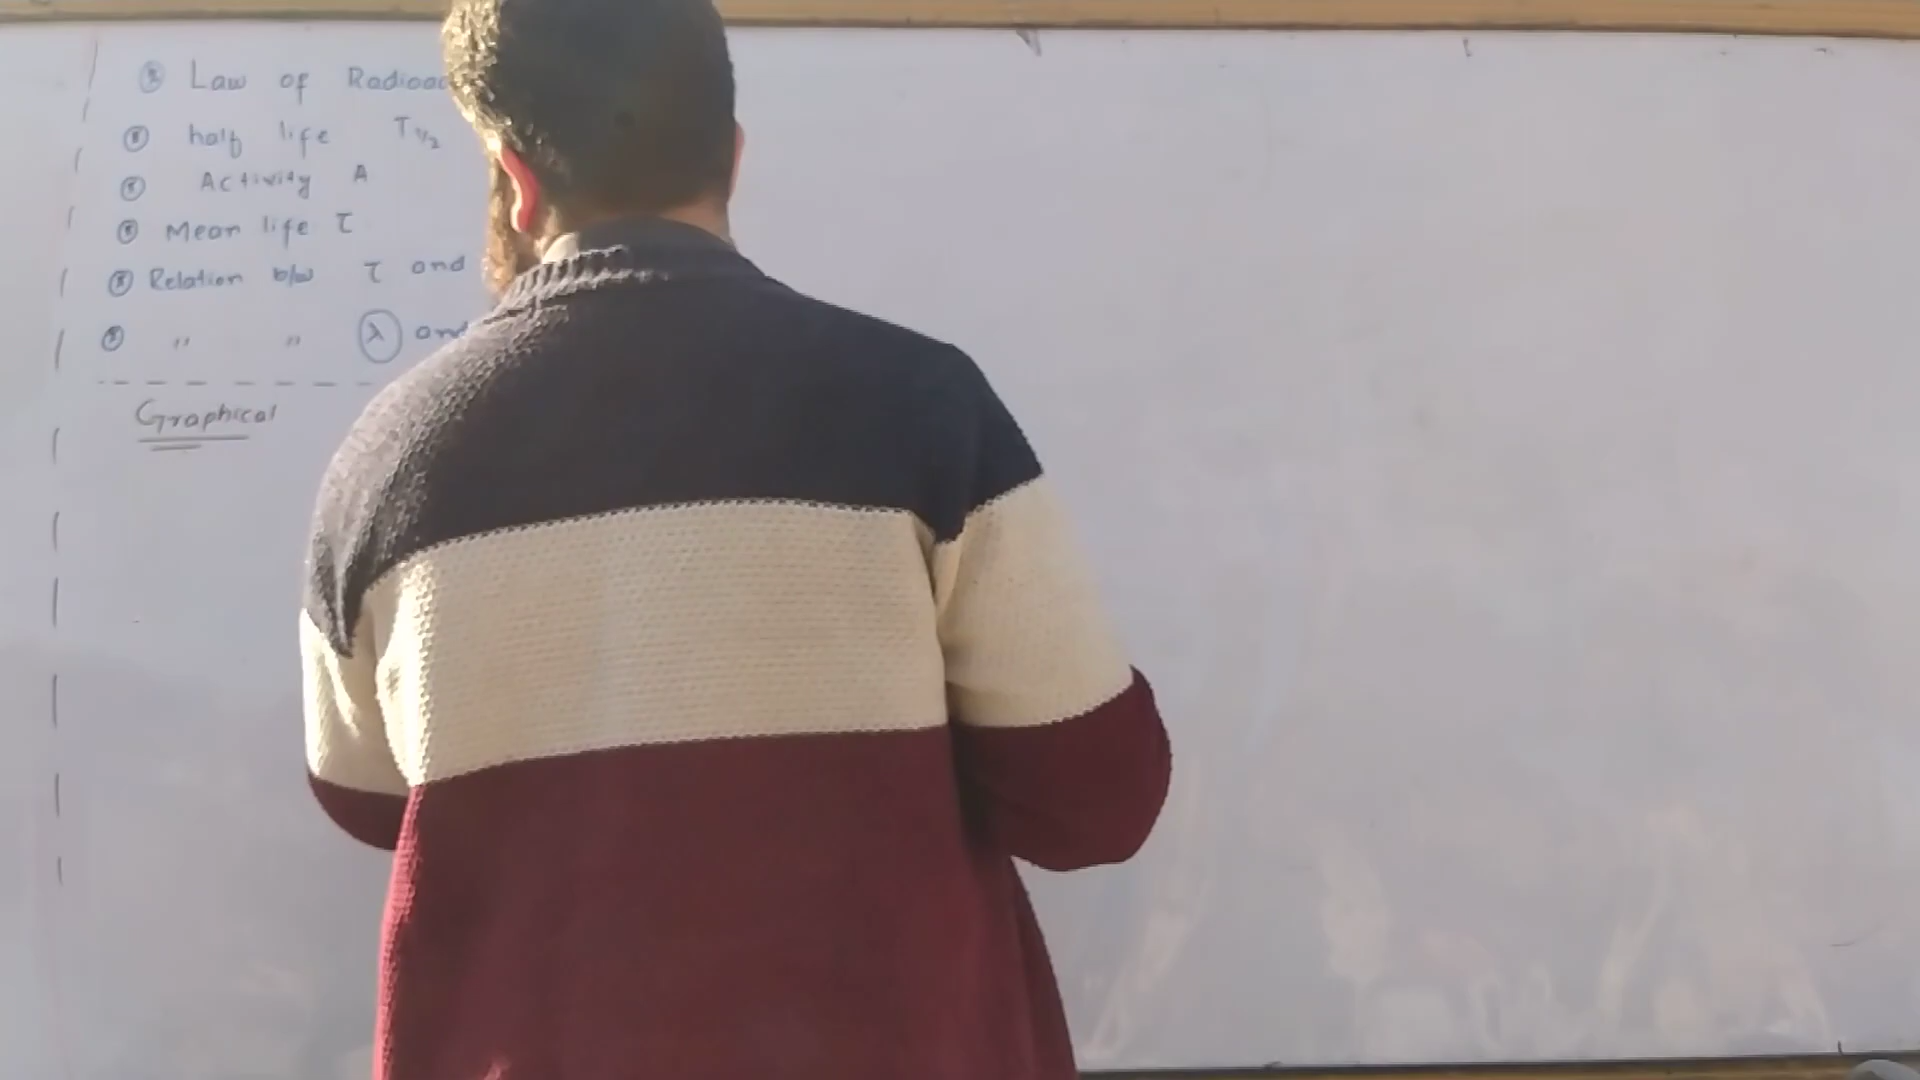 Law of Radioac
half life T1/2
Activity A
Mean life τ
Relation b/w τ and
" " λ and
Graphical